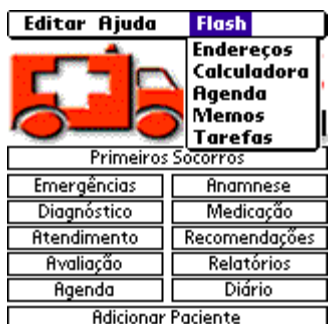 Editar Ajuda Flash
Endereços
Calculadora
Agenda
Memos
Tarefas
Primeiros Socorros
Emergências Anamnese
Diagnóstico Medicação
Atendimento Recomendações
Avaliação Relatórios
Agenda Diário
Adicionar Paciente